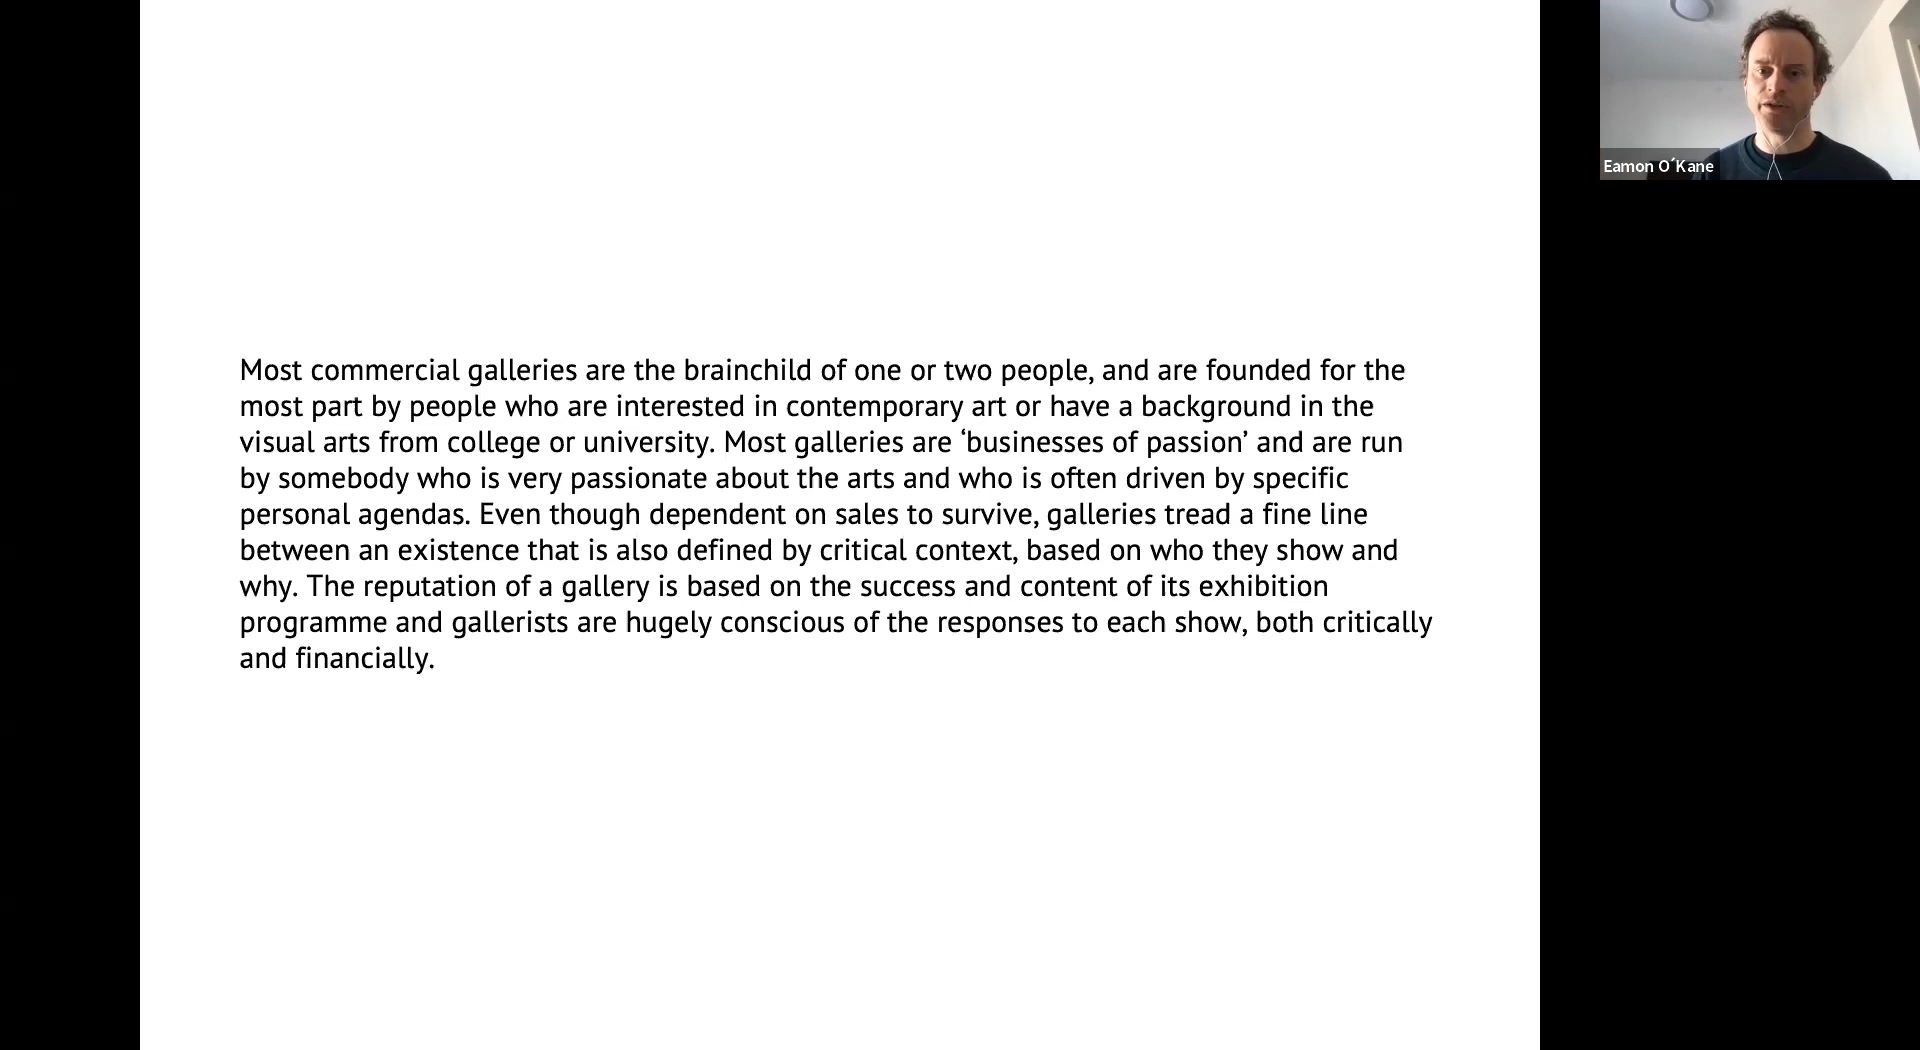 Most commercial galleries are the brainchild of one or two people, and are founded for the
most part by people who are interested in contemporary art or have a background in the
visual arts from college or university. Most galleries are ‘businesses of passion’ and are run
by somebody who is very passionate about the arts and who is often driven by specific
personal agendas. Even though dependent on sales to survive, galleries tread a fine line
between an existence that is also defined by critical context, based on who they show and
why. The reputation of a gallery is based on the success and content of its exhibition
programme and gallerists are hugely conscious of the responses to each show, both critically
and financially.
Eamon O´Kane